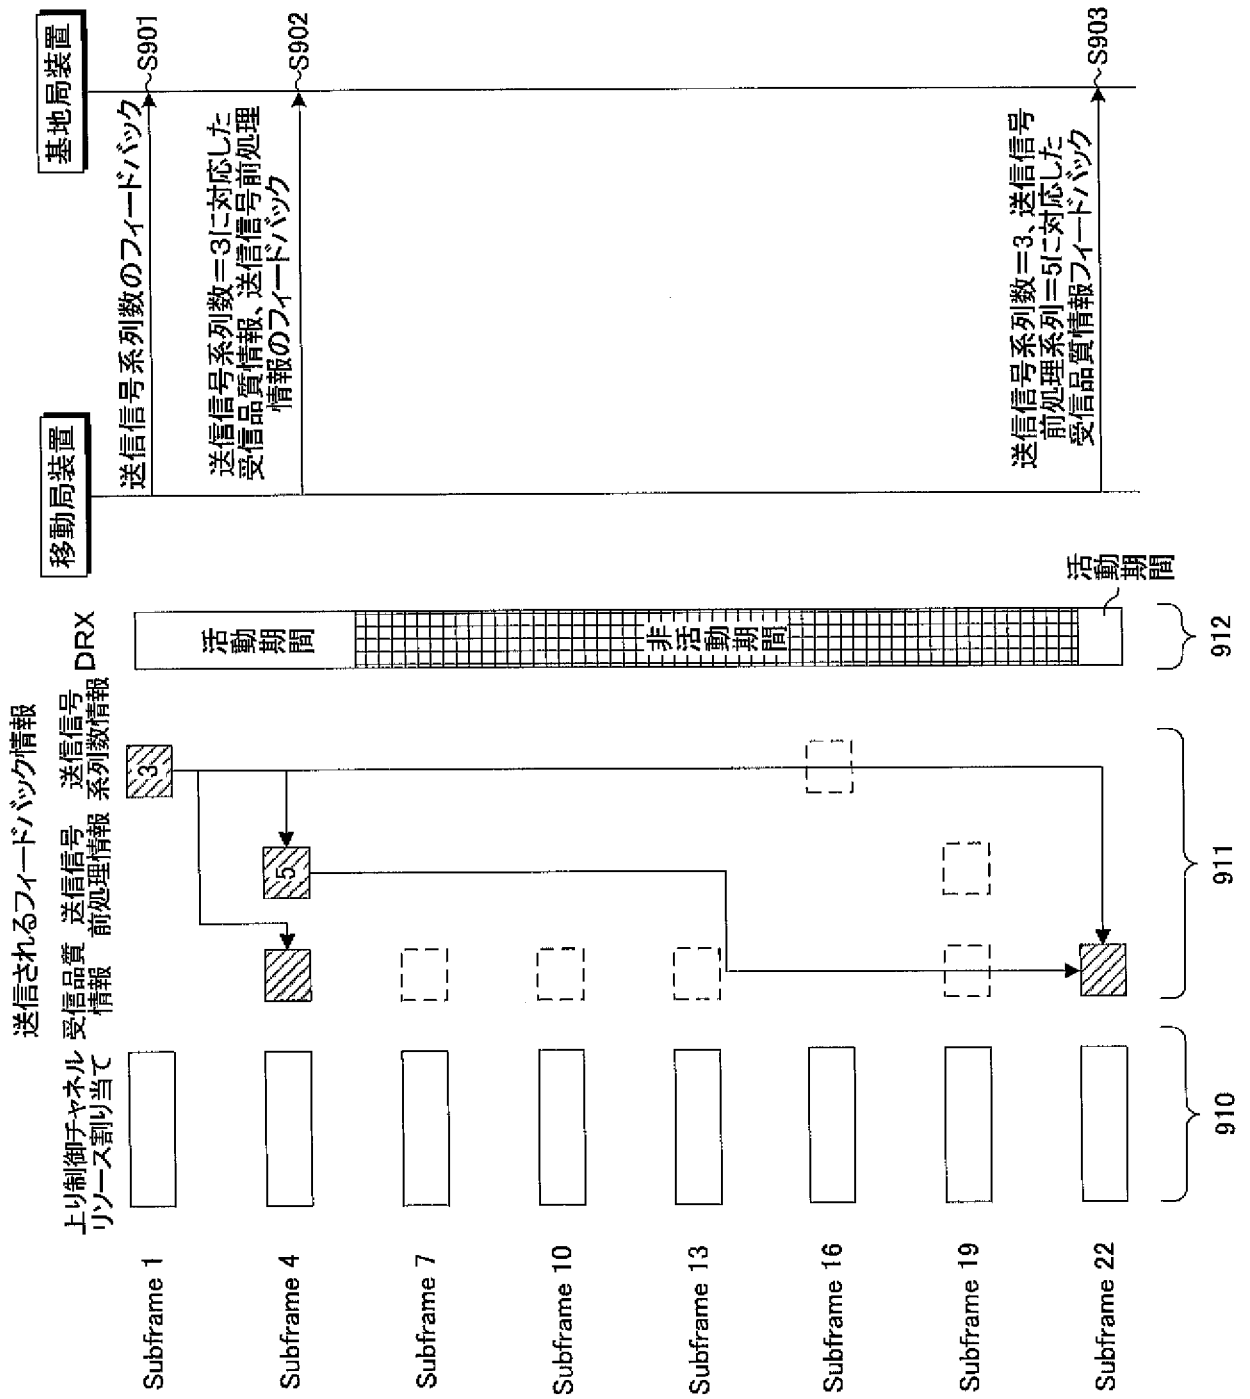 Subframe 1
Subframe 4
Subframe 7
Subframe 10
Subframe 13
Subframe 16
Subframe 19
Subframe 22
上り制御チャネル
リソース割り当て
910
送信されるフィードバック情報
受信品質
情報
送信信号
前処理情報
送信信号
系列数情報
3
5
911
DRX
活動
期間
非活動
期間
活動
期間
912
移動局装置
基地局装置
送信信号系列数のフィードバック
S901
送信信号系列数=3に対応した
受信品質情報、送信信号前処理
情報のフィードバック
S902
送信信号系列数=3、送信信号
前処理系列=5に対応した
受信品質情報フィードバック
S903